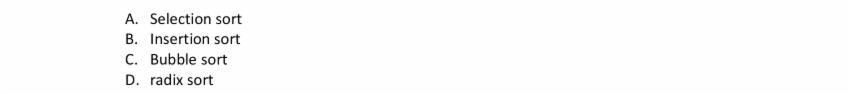 A. Selection sort
B. Insertion sort
C. Bubble sort
D. radix sort